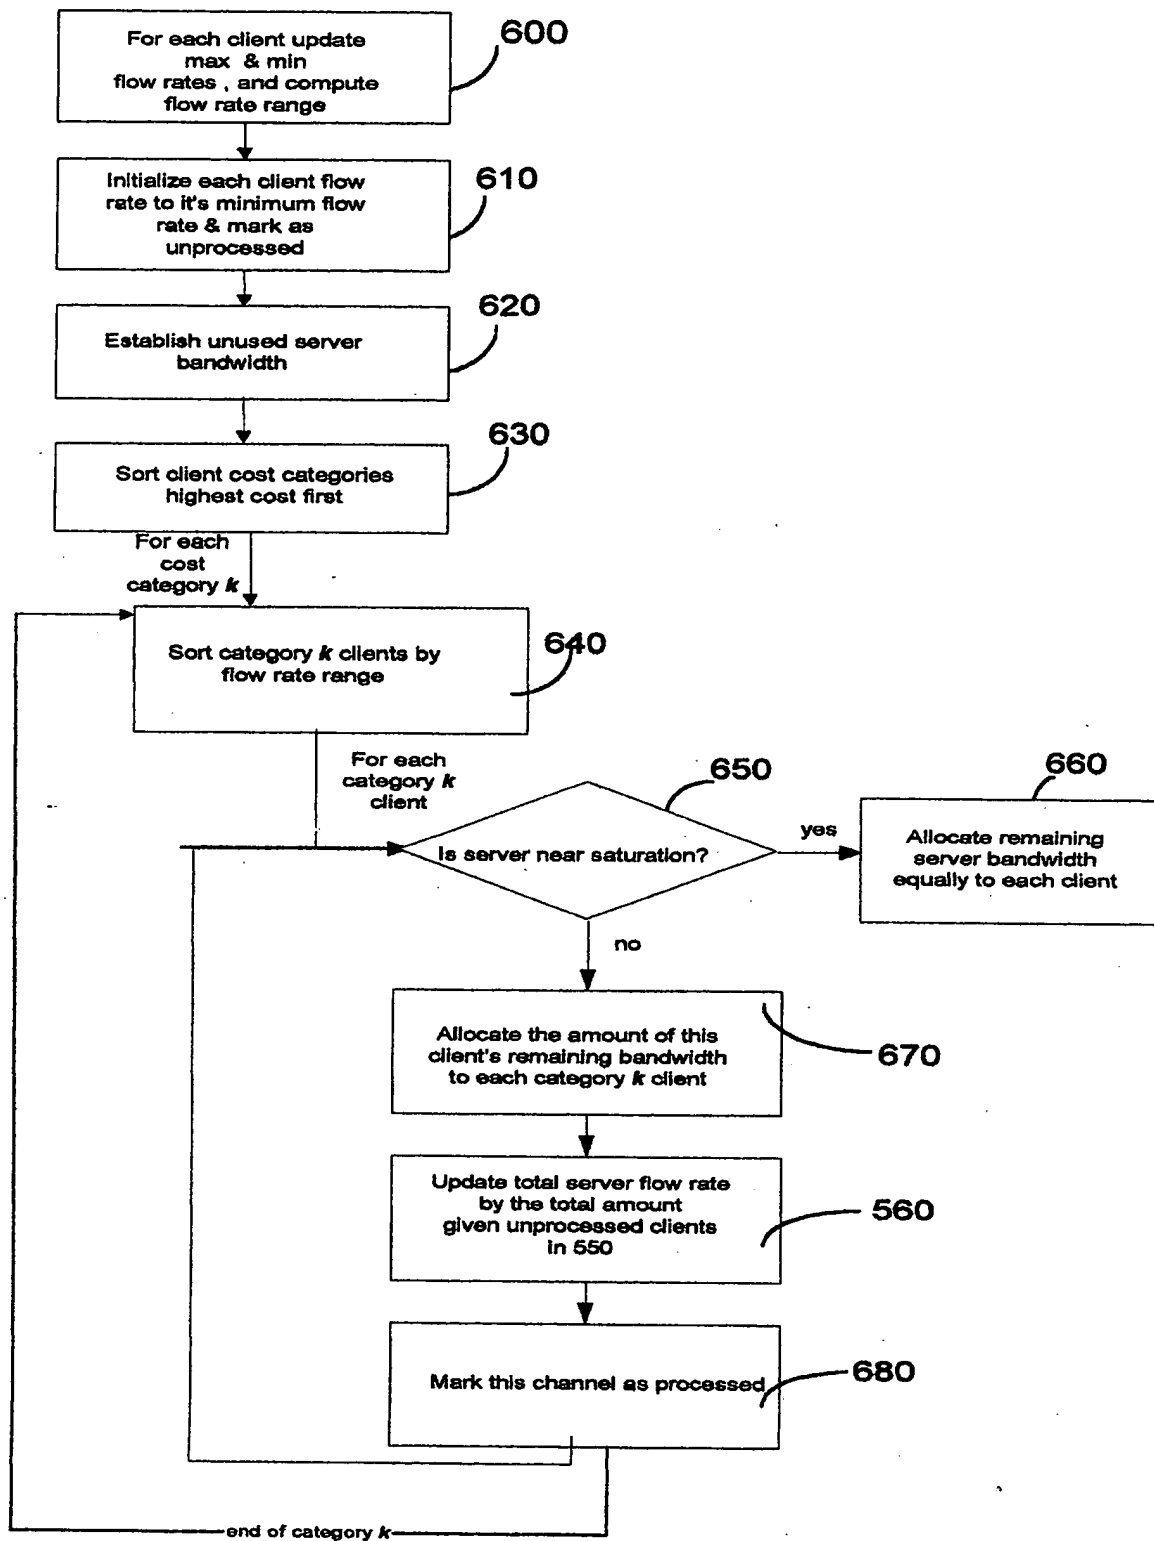 For each client update
max & min
flow rates , and compute
flow rate range
600
Initialize each client flow
rate to it's minimum flow
rate & mark as
unprocessed
610
Establish unused server
bandwidth
620
Sort client cost categories
highest cost first
630
For each
cost
category k
Sort category k clients by
flow rate range
640
For each
category k
client
Is server near saturation?
650
yes
Allocate remaining
server bandwidth
equally to each client
660
no
Allocate the amount of this
client's remaining bandwidth
to each category k client
670
Update total server flow rate
by the total amount
given unprocessed clients
in 550
560
Mark this channel as processed
680
end of category k